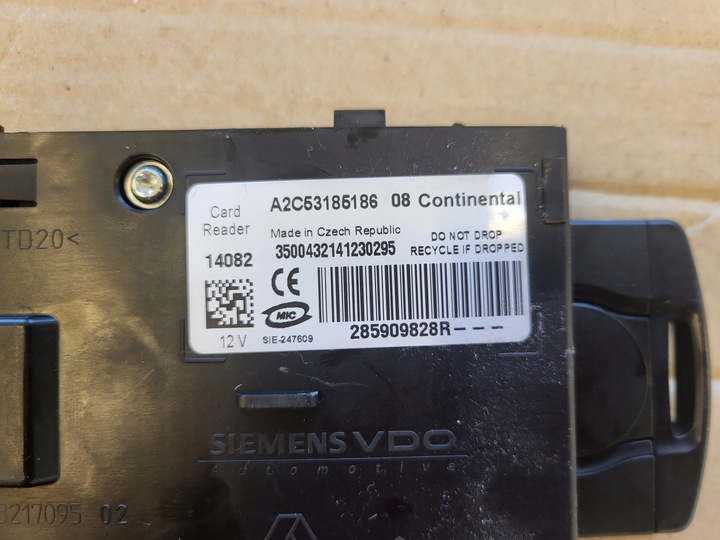 Card Reader
A2C53185186 08 Continental
Made in Czech Republic
DO NOT DROP
RECYCLE IF DROPPED
14082
3500432141230295
CE
MIC
12 V
SIE-247609
285909828R---
TD20<
SIEMENS VDO
Automotive
3217095 02